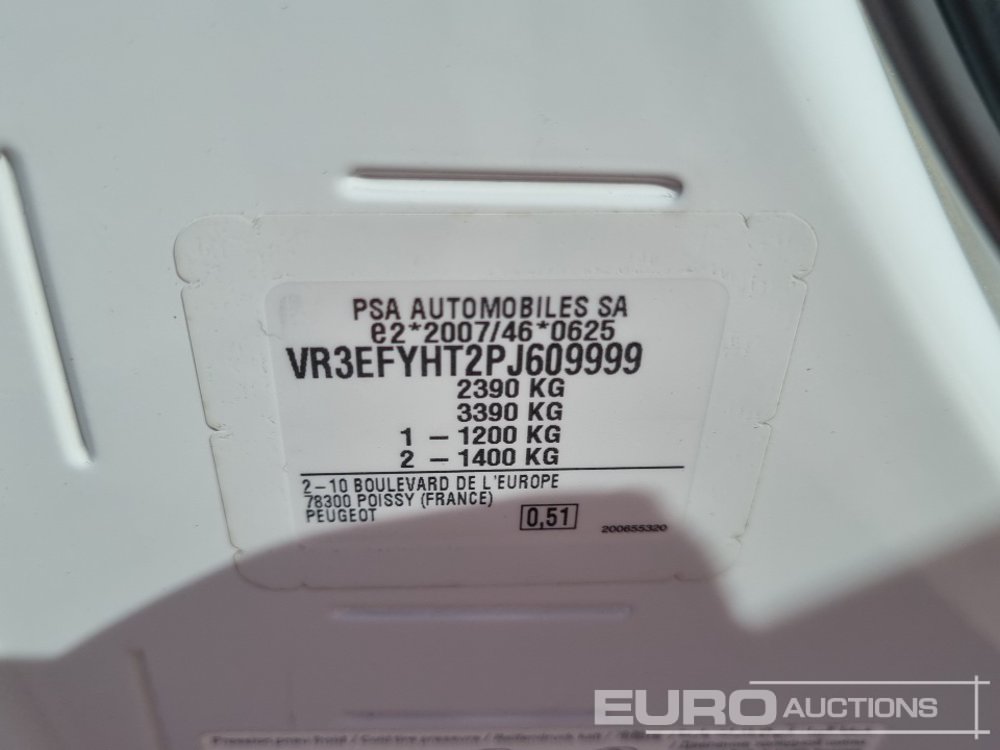 PSA AUTOMOBILES SA
e2*2007/46*0625
VR3EFYHT2PJ609999
2390 KG
3390 KG
1 – 1200 KG
2 – 1400 KG
2–10 BOULEVARD DE L'EUROPE
78300 POISSY (FRANCE)
PEUGEOT
0,51
200655320
EURO AUCTIONS